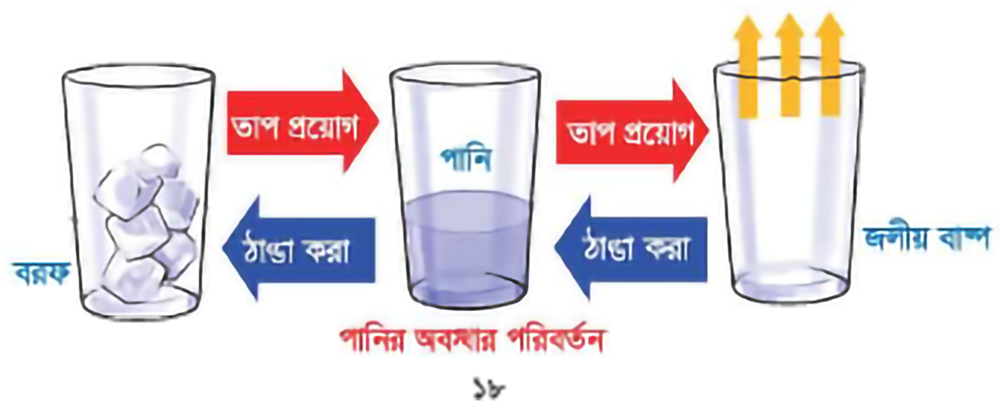 তাপ প্রয়োগ
তাপ প্রয়োগ
পানি
ঠাণ্ডা করা
ঠাণ্ডা করা
জলীয় বাষ্প
বরফ
পানির অবস্থার পরিবর্তন
১৮